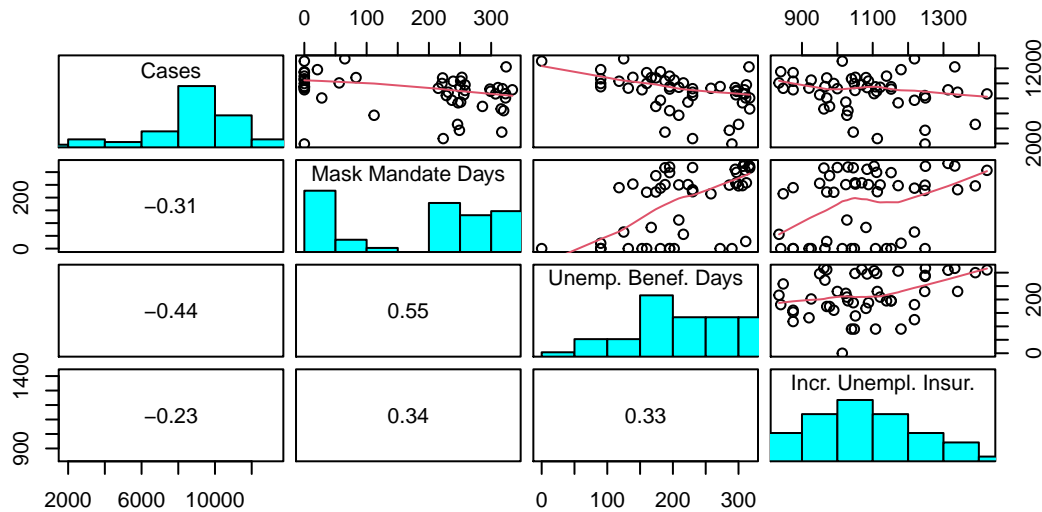 0 100 200 300
900 1100 1300
Cases
2000 12000
200
0
Mask Mandate Days
−0.31
−0.44
0.55
Unemp. Benef. Days
0 200
900 1400
−0.23
0.34
0.33
Incr. Unempl. Insur.
2000 6000 10000
0 100 200 300